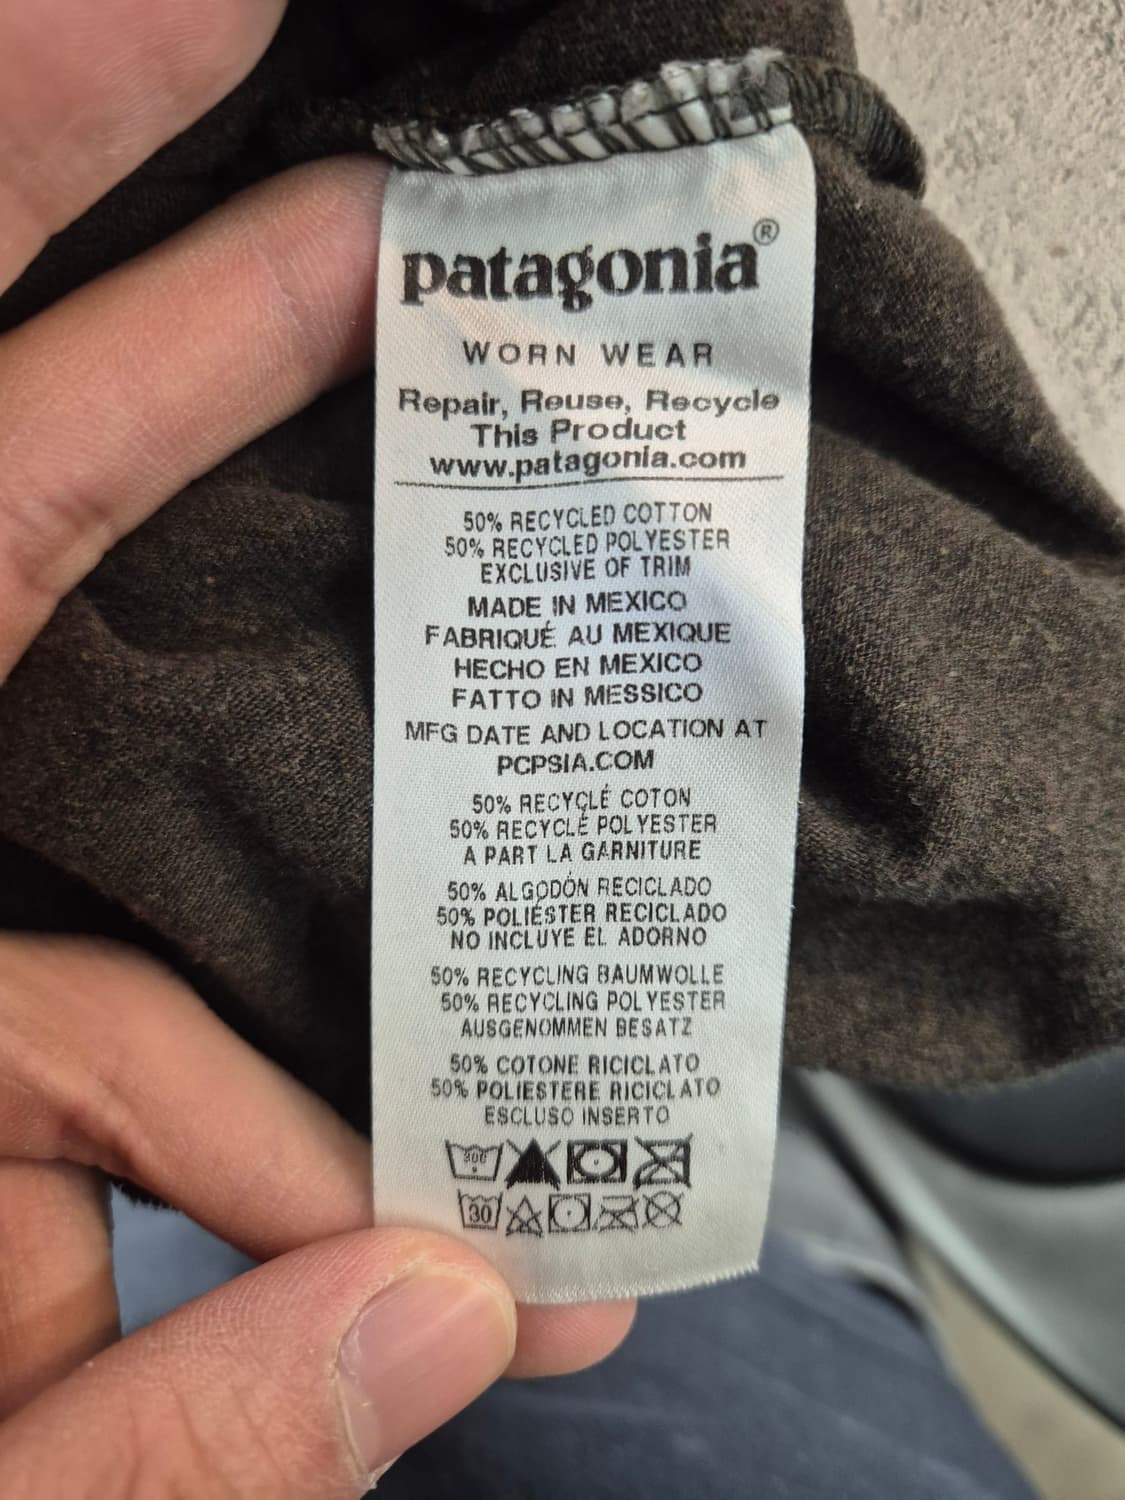 patagonia®
WORN WEAR
Repair, Reuse, Recycle
This Product
www.patagonia.com
50% RECYCLED COTTON
50% RECYCLED POLYESTER
EXCLUSIVE OF TRIM
MADE IN MEXICO
FABRIQUÉ AU MEXIQUE
HECHO EN MEXICO
FATTO IN MESSICO
MFG DATE AND LOCATION AT
PCPSIA.COM
50% RECYCLÉ COTON
50% RECYCLÉ POLYESTER
A PART LA GARNITURE
50% ALGODÓN RECICLADO
50% POLIÉSTER RECICLADO
NO INCLUYE EL ADORNO
50% RECYCLING BAUMWOLLE
50% RECYCLING POLYESTER
AUSGENOMMEN BESATZ
50% COTONE RICICLATO
50% POLIESTERE RICICLATO
ESCLUSO INSERTO
30